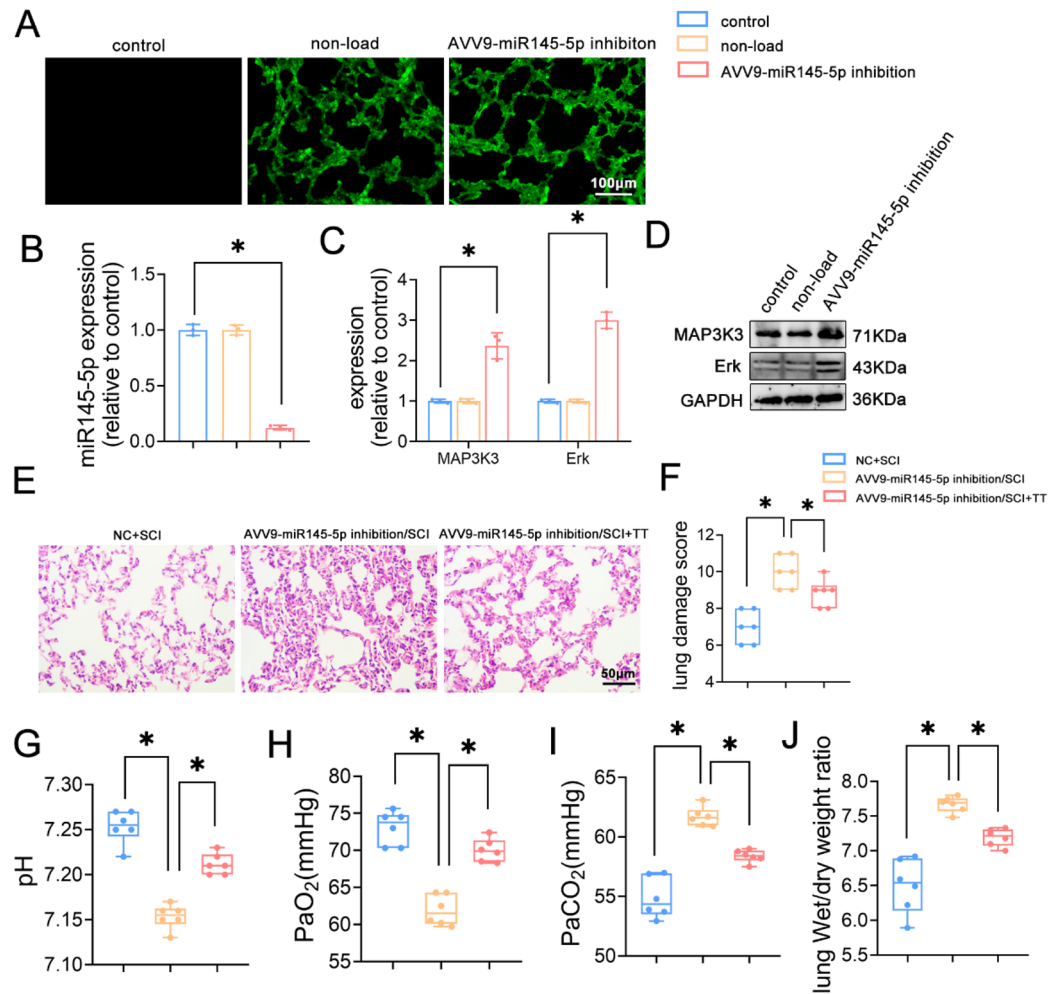 A
control
non-load
AVV9-miR145-5p inhibiton
100μm
control
non-load
AVV9-miR145-5p inhibition
B
miR145-5p expression
(relative to control)
1.5
1.0
0.5
0.0
*
C
expression
(relative to control)
4
3
2
1
0
*
*
MAP3K3
Erk
D
control
non-load
AVV9-miR145-5p inhibition
MAP3K3
71KDa
Erk
43KDa
GAPDH
36KDa
E
NC+SCI
AVV9-miR145-5p inhibition/SCI
AVV9-miR145-5p inhibition/SCI+TT
50μm
NC+SCI
AVV9-miR145-5p inhibition/SCI
AVV9-miR145-5p inhibition/SCI+TT
F
lung damage score
12
10
8
6
4
*
*
G
pH
7.30
7.25
7.20
7.15
7.10
*
*
H
PaO2(mmHg)
80
75
70
65
60
55
*
*
I
PaCO2(mmHg)
65
60
55
50
*
*
J
lung Wet/dry weight ratio
8.0
7.5
7.0
6.5
6.0
5.5
*
*